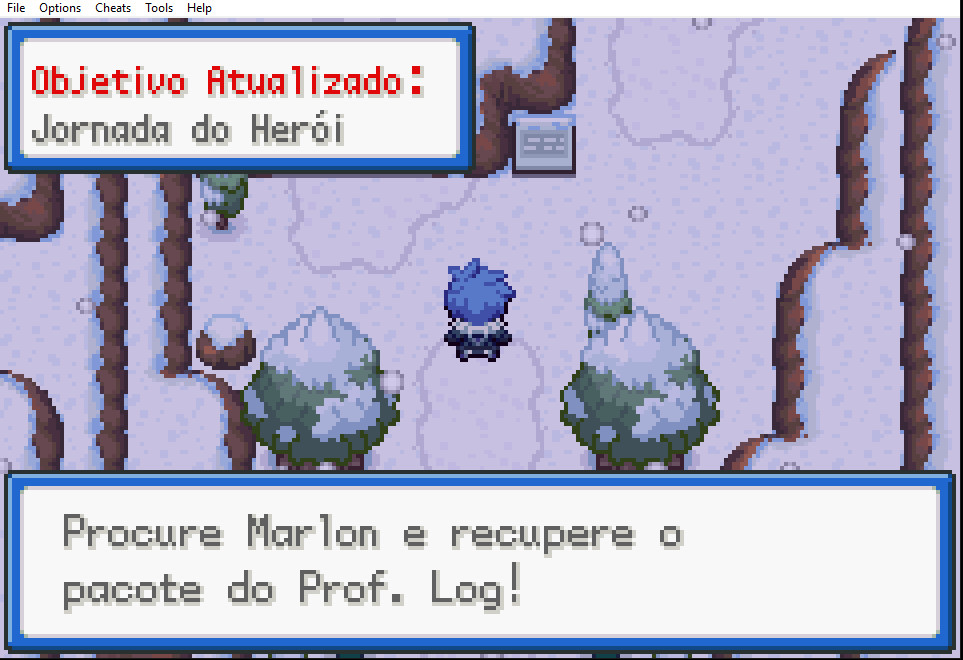 File Options Cheats Tools Help
Objetivo Atualizado:
Jornada do Herói
Procure Marlon e recupere o
pacote do Prof. Log!